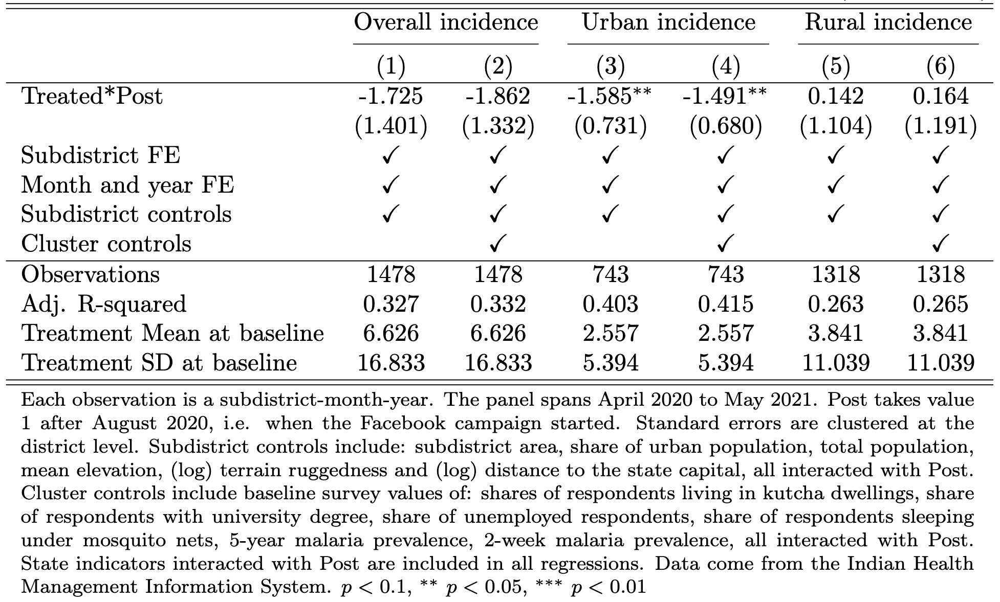 Overall incidence Urban incidence Rural incidence
(1) (2) (3) (4) (5) (6)
Treated*Post -1.725 -1.862 -1.585** -1.491** 0.142 0.164
(1.401) (1.332) (0.731) (0.680) (1.104) (1.191)
Subdistrict FE ✓ ✓ ✓ ✓ ✓ ✓
Month and year FE ✓ ✓ ✓ ✓ ✓ ✓
Subdistrict controls ✓ ✓ ✓ ✓ ✓ ✓
Cluster controls ✓ ✓ ✓
Observations 1478 1478 743 743 1318 1318
Adj. R-squared 0.327 0.332 0.403 0.415 0.263 0.265
Treatment Mean at baseline 6.626 6.626 2.557 2.557 3.841 3.841
Treatment SD at baseline 16.833 16.833 5.394 5.394 11.039 11.039
Each observation is a subdistrict-month-year. The panel spans April 2020 to May 2021. Post takes value
1 after August 2020, i.e. when the Facebook campaign started. Standard errors are clustered at the
district level. Subdistrict controls include: subdistrict area, share of urban population, total population,
mean elevation, (log) terrain ruggedness and (log) distance to the state capital, all interacted with Post.
Cluster controls include baseline survey values of: shares of respondents living in kutcha dwellings, share
of respondents with university degree, share of unemployed respondents, share of respondents sleeping
under mosquito nets, 5-year malaria prevalence, 2-week malaria prevalence, all interacted with Post.
State indicators interacted with Post are included in all regressions. Data come from the Indian Health
Management Information System. p < 0.1, ** p < 0.05, *** p < 0.01